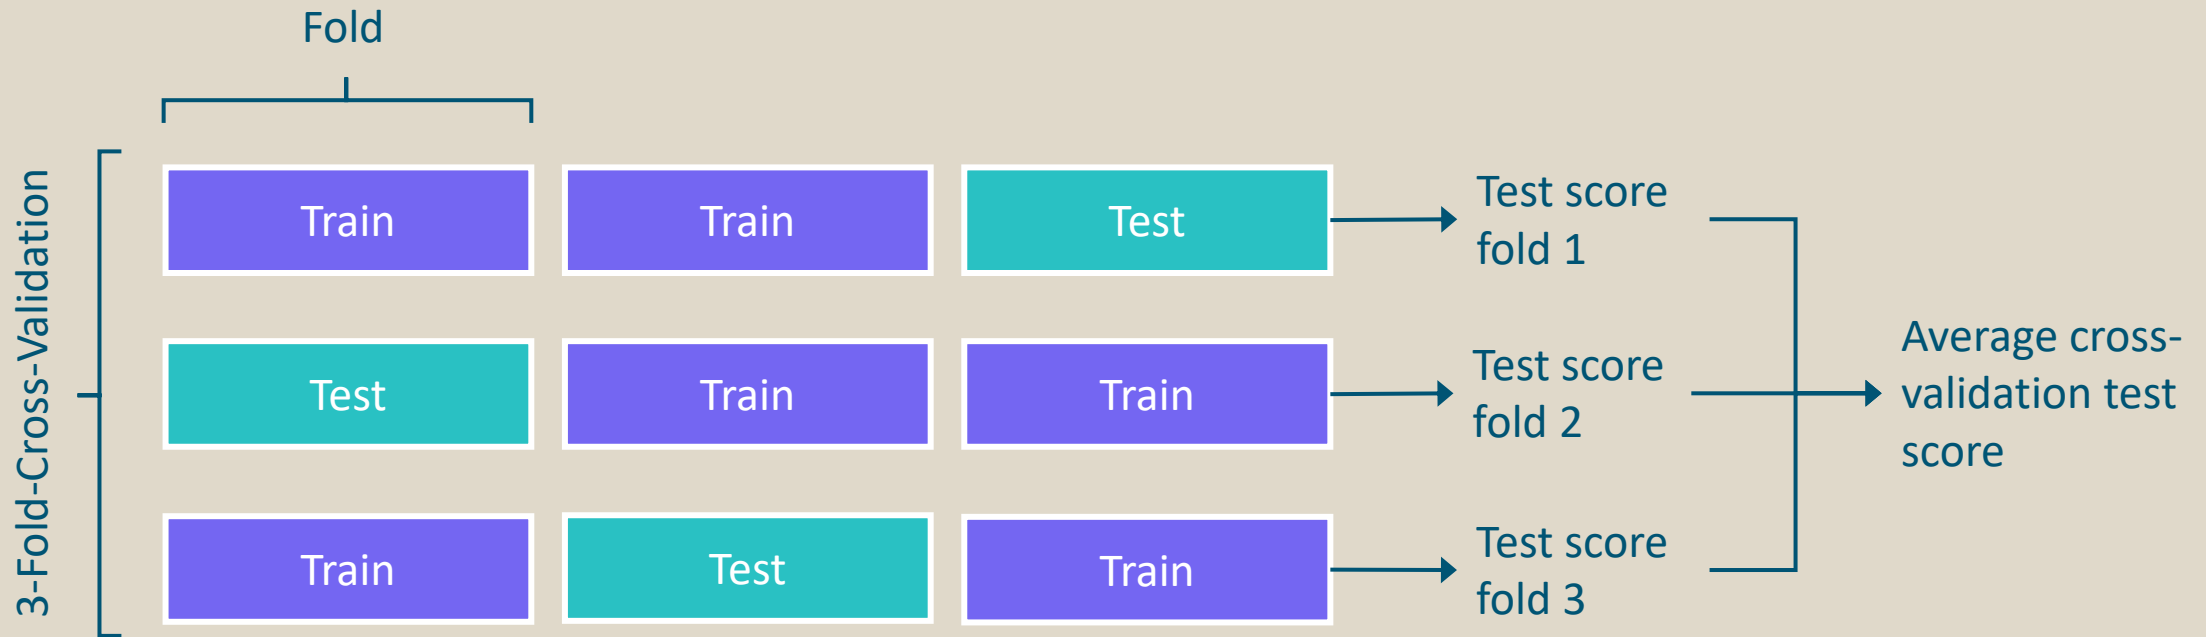 Fold
3-Fold-Cross-Validation
Train
Train
Test
Test score
fold 1
Test
Train
Train
Test score
fold 2
Average cross-
validation test
score
Train
Test
Train
Test score
fold 3